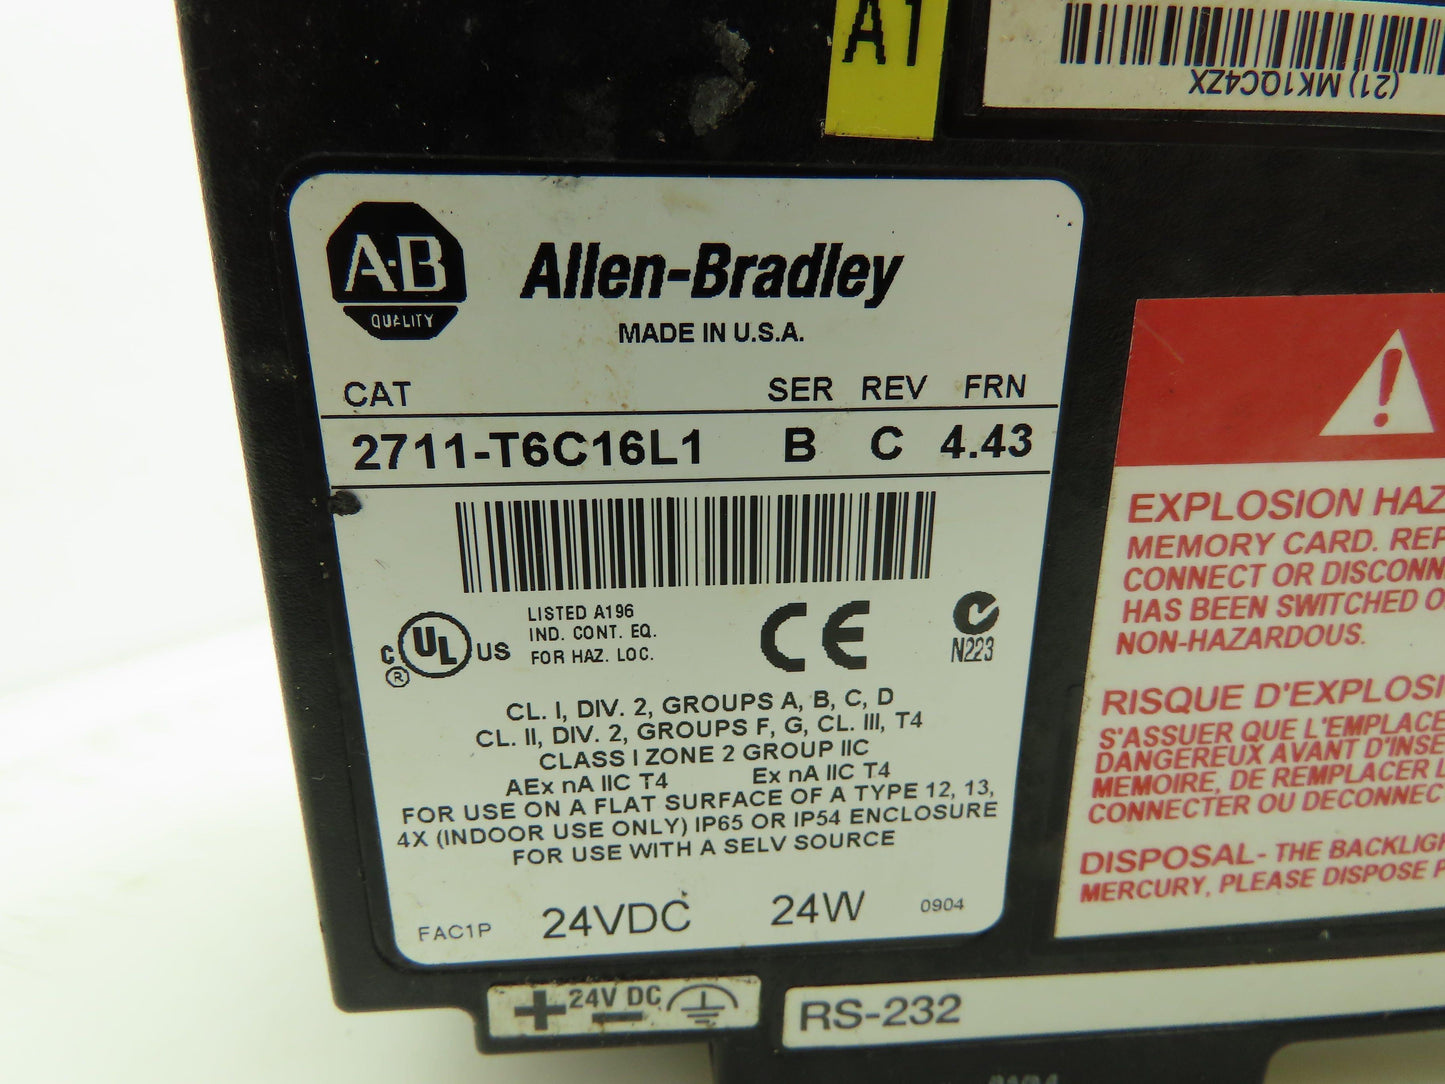 A1
(21) MK1QC4ZX
A-B
QUALITY
Allen-Bradley
MADE IN U.S.A.
CAT SER REV FRN
2711-T6C16L1 B C 4.43
C UL US
®
LISTED A196
IND. CONT. EQ.
FOR HAZ. LOC.
CE
N223
CL. I, DIV. 2, GROUPS A, B, C, D
CL. II, DIV. 2, GROUPS F, G, CL. III, T4
CLASS I ZONE 2 GROUP IIC
AEx nA IIC T4 Ex nA IIC T4
FOR USE ON A FLAT SURFACE OF A TYPE 12, 13,
4X (INDOOR USE ONLY) IP65 OR IP54 ENCLOSURE
FOR USE WITH A SELV SOURCE
FAC1P 24VDC 24W 0904
EXPLOSION HAZ
MEMORY CARD. REP
CONNECT OR DISCONN
HAS BEEN SWITCHED O
NON-HAZARDOUS.
RISQUE D'EXPLOSI
S'ASSUER QUE L'EMPLACE
DANGEREUX AVANT D'INSE
MEMOIRE, DE REMPLACER L
CONNECTER OU DECONNEC
DISPOSAL- THE BACKLIGH
MERCURY, PLEASE DISPOSE
+ 24V DC -
RS-232